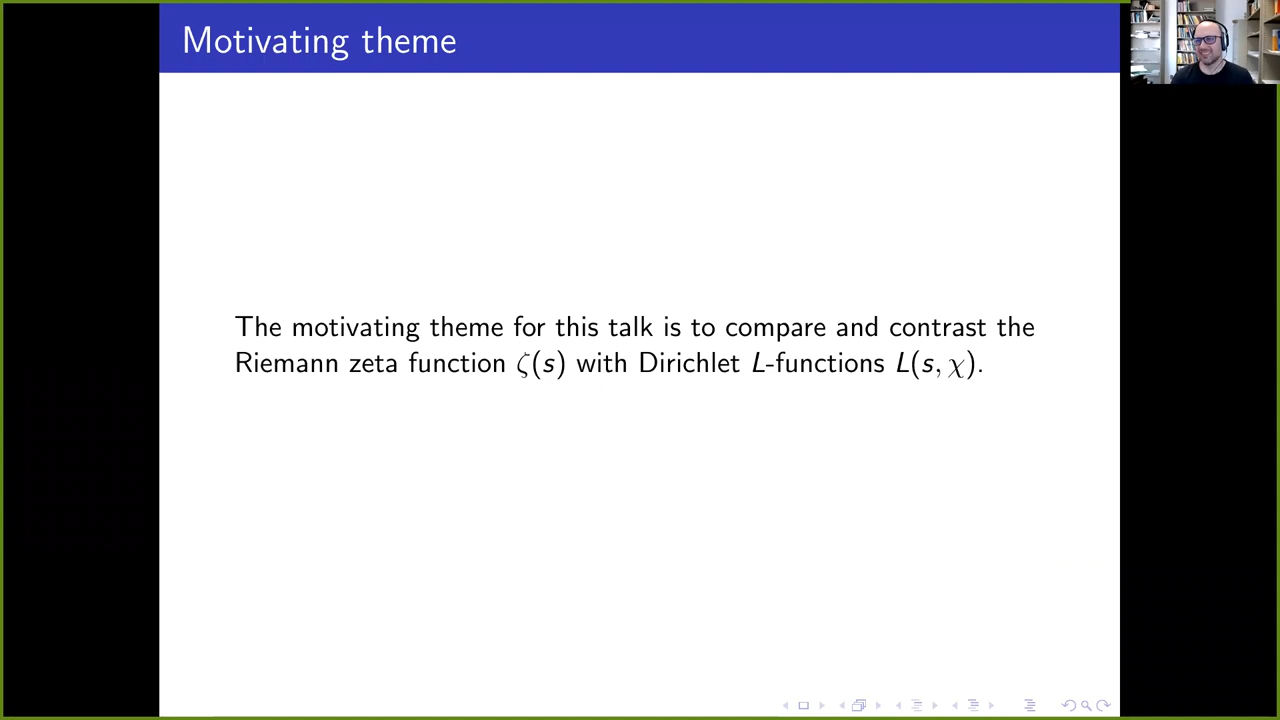 Motivating theme
The motivating theme for this talk is to compare and contrast the
Riemann zeta function ζ(s) with Dirichlet L-functions L(s, χ).